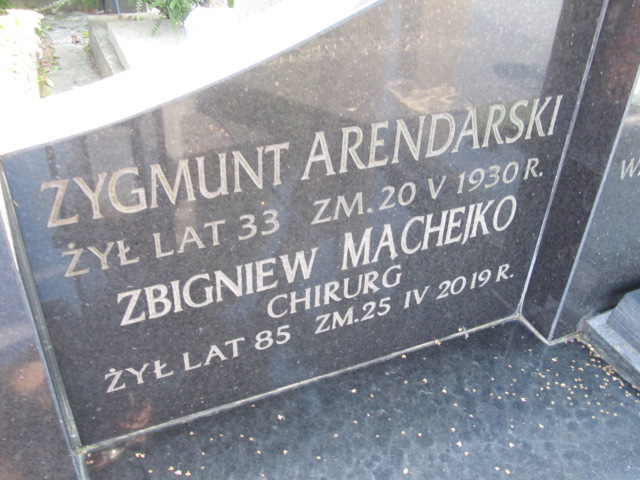 ZYGMUNT ARENDARSKI
ŻYŁ LAT 33 ZM. 20 V 1930 R.
ZBIGNIEW MACHEJKO
CHIRURG
ŻYŁ LAT 85 ZM. 25 IV 2019 R.